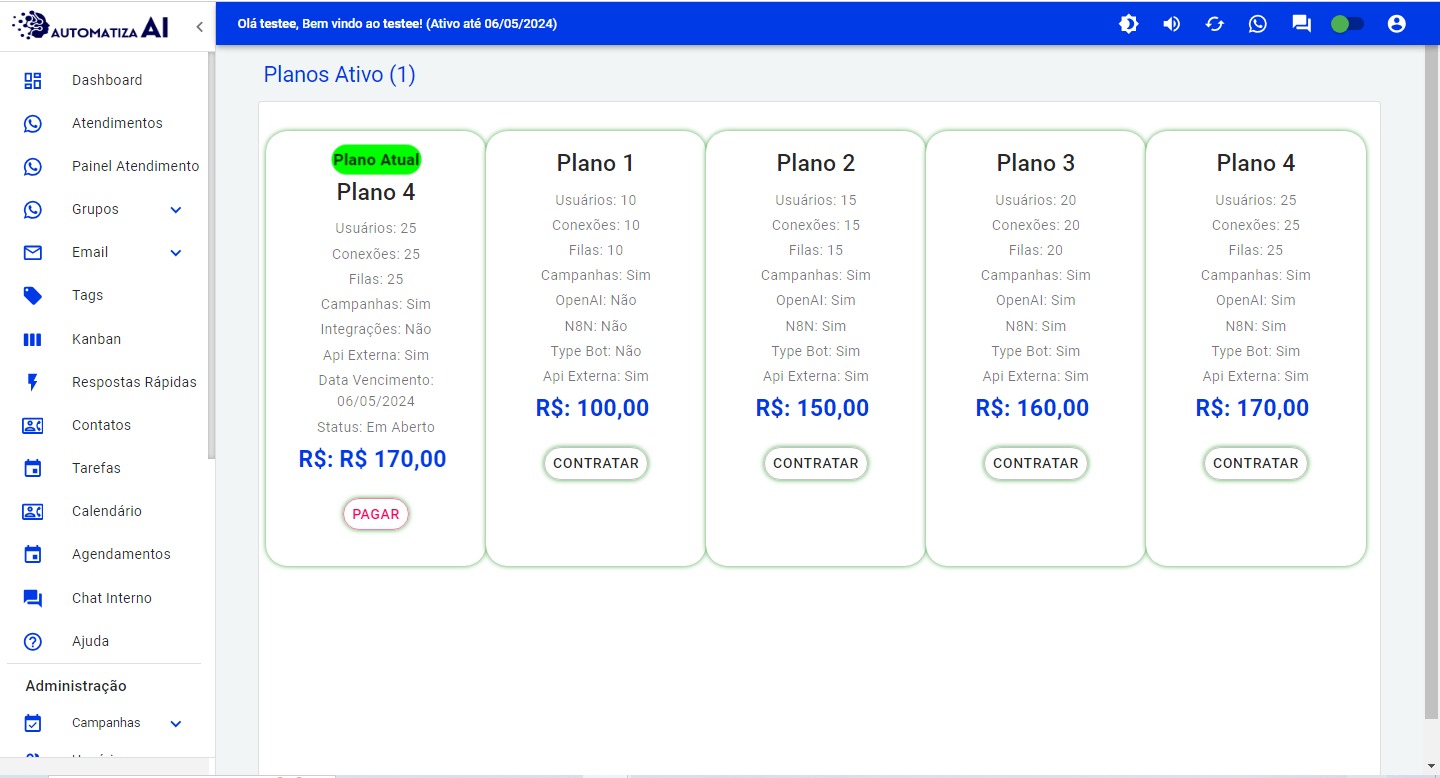 AUTOMATIZA AI
Olá testee, Bem vindo ao testee! (Ativo até 06/05/2024)
Dashboard
Atendimentos
Painel Atendimento
Grupos
Email
Tags
Kanban
Respostas Rápidas
Contatos
Tarefas
Calendário
Agendamentos
Chat Interno
Ajuda
Administração
Campanhas
Planos Ativo (1)
Plano Atual
Plano 4
Usuários: 25
Conexões: 25
Filas: 25
Campanhas: Sim
Integrações: Não
Api Externa: Sim
Data Vencimento:
06/05/2024
Status: Em Aberto
R$: R$ 170,00
PAGAR
Plano 1
Usuários: 10
Conexões: 10
Filas: 10
Campanhas: Sim
OpenAI: Não
N8N: Não
Type Bot: Não
Api Externa: Sim
R$: 100,00
CONTRATAR
Plano 2
Usuários: 15
Conexões: 15
Filas: 15
Campanhas: Sim
OpenAI: Sim
N8N: Sim
Type Bot: Sim
Api Externa: Sim
R$: 150,00
CONTRATAR
Plano 3
Usuários: 20
Conexões: 20
Filas: 20
Campanhas: Sim
OpenAI: Sim
N8N: Sim
Type Bot: Sim
Api Externa: Sim
R$: 160,00
CONTRATAR
Plano 4
Usuários: 25
Conexões: 25
Filas: 25
Campanhas: Sim
OpenAI: Sim
N8N: Sim
Type Bot: Sim
Api Externa: Sim
R$: 170,00
CONTRATAR